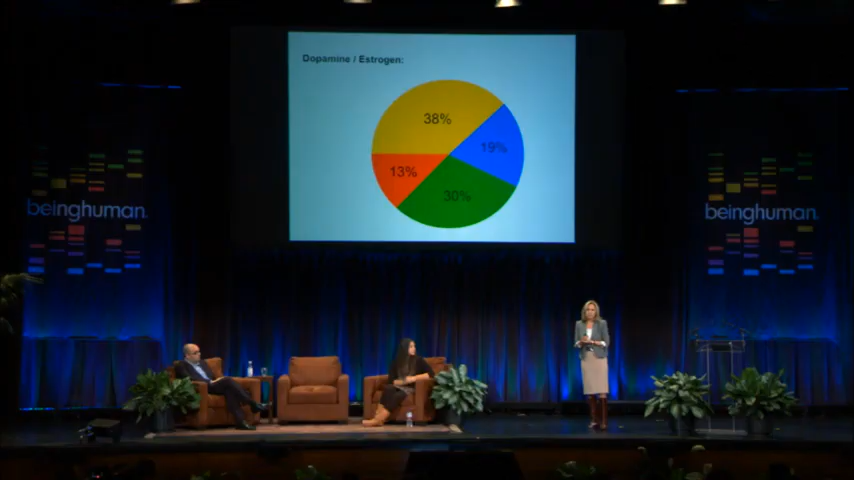 Dopamine / Estrogen:
38%
19%
13%
30%
beinghuman.
beinghuman.